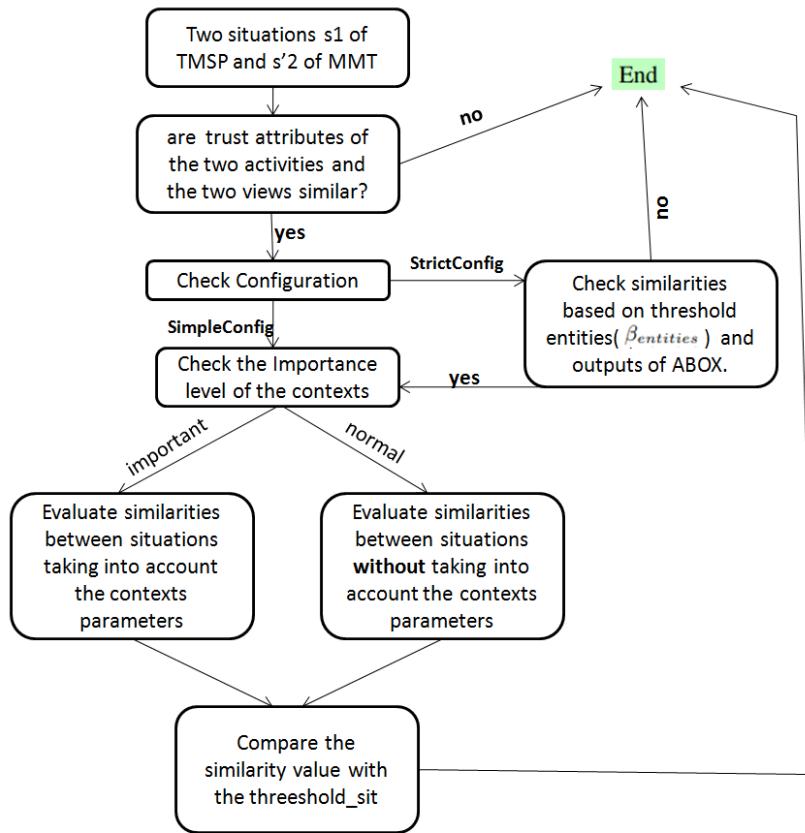 Two situations s1 of
TMSP and s'2 of MMT
End
no
are trust attributes of
the two activities and
the two views similar?
no
yes
StrictConfig
Check Configuration
Check similarities
based on threshold
entities( βentities ) and
outputs of ABOX.
SimpleConfig
Check the Importance
level of the contexts
yes
important
normal
Evaluate similarities
between situations
taking into account
the contexts
parameters
Evaluate similarities
between situations
without taking into
account the contexts
parameters
Compare the
similarity value with
the threeshold_sit